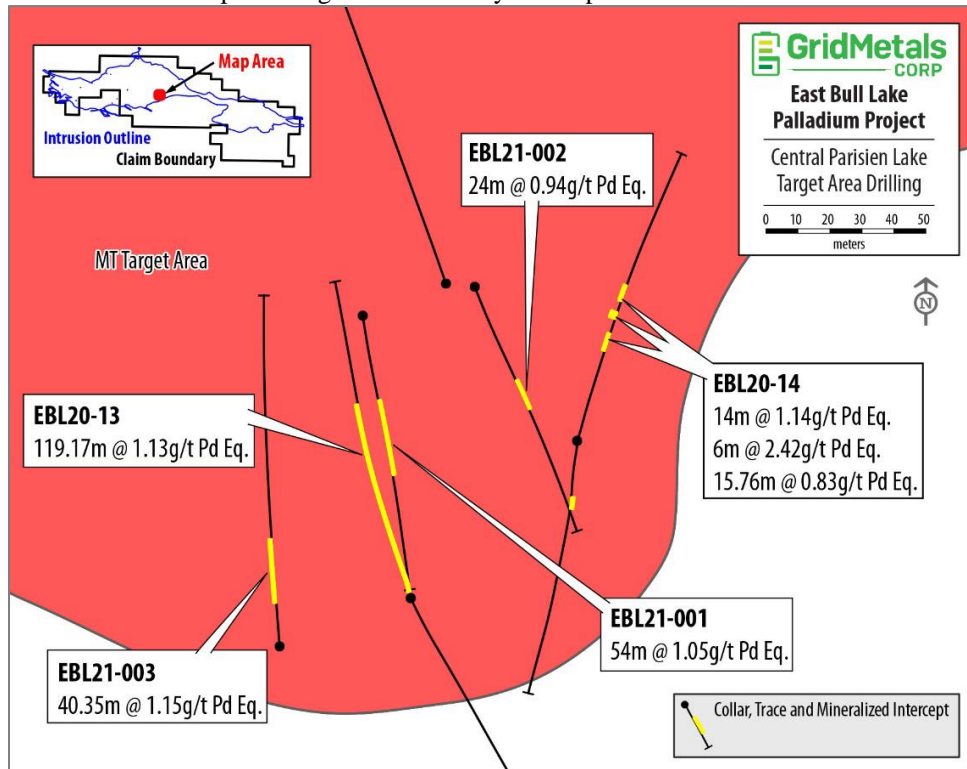 Map Area
Intrusion Outline
Claim Boundary
GridMetals
CORP
East Bull Lake
Palladium Project
Central Parisien Lake
Target Area Drilling
0 10 20 30 40 50
meters
N
EBL21-002
24m @ 0.94g/t Pd Eq.
MT Target Area
EBL20-13
119.17m @ 1.13g/t Pd Eq.
EBL20-14
14m @ 1.14g/t Pd Eq.
6m @ 2.42g/t Pd Eq.
15.76m @ 0.83g/t Pd Eq.
EBL21-001
54m @ 1.05g/t Pd Eq.
EBL21-003
40.35m @ 1.15g/t Pd Eq.
Collar, Trace and Mineralized Intercept